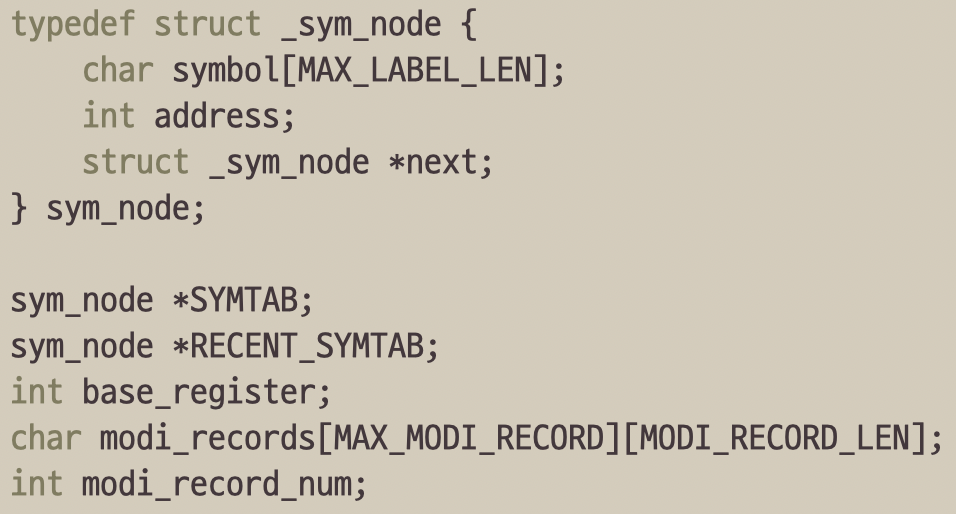 typedef struct _sym_node {
    char symbol[MAX_LABEL_LEN];
    int address;
    struct _sym_node *next;
} sym_node;

sym_node *SYMTAB;
sym_node *RECENT_SYMTAB;
int base_register;
char modi_records[MAX_MODI_RECORD][MODI_RECORD_LEN];
int modi_record_num;